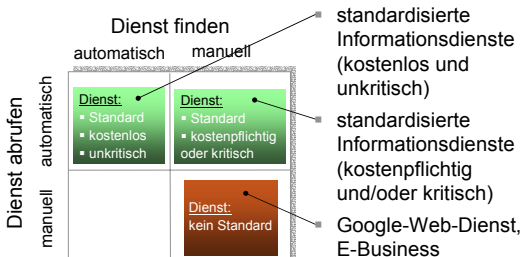 Dienst finden
automatisch
manuell
Dienst abrufen
automatisch
manuell
Dienst:
Standard
kostenlos
unkritisch
Dienst:
Standard
kostenpflichtig
oder kritisch
Dienst:
kein Standard
standardisierte
Informationsdienste
(kostenlos und
unkritisch)
standardisierte
Informationsdienste
(kostenpflichtig
und/oder kritisch)
Google-Web-Dienst,
E-Business